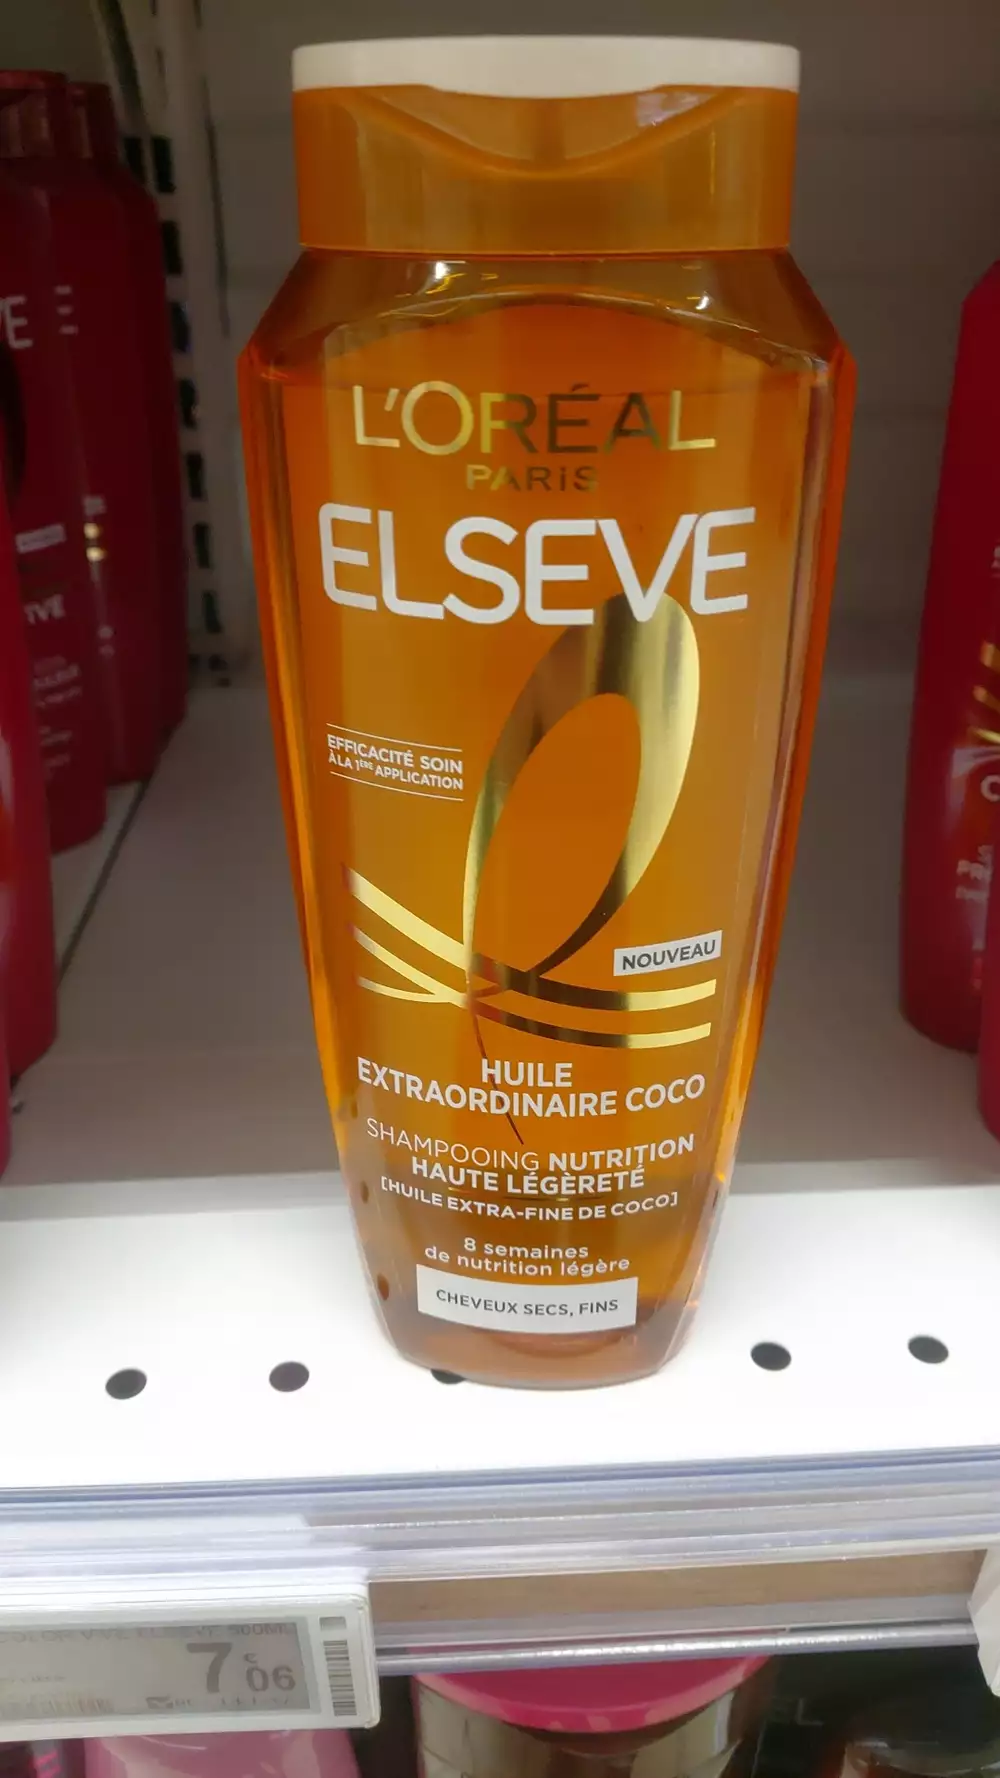 L'ORÉAL
PARIS
ELSEVE
EFFICACITÉ SOIN
À LA 1ERE APPLICATION
NOUVEAU
HUILE
EXTRAORDINAIRE COCO
SHAMPOOING NUTRITION
HAUTE LÉGÈRETÉ
[HUILE EXTRA-FINE DE COCO]
8 semaines
de nutrition légère
CHEVEUX SECS, FINS
7€06